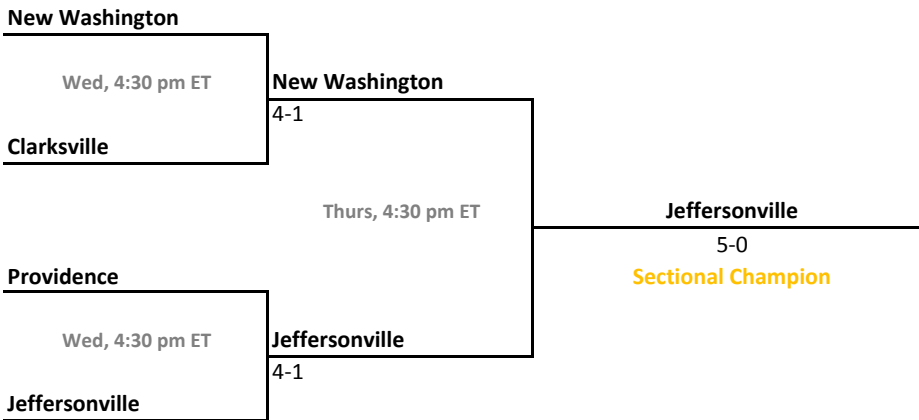 New Washington
Wed, 4:30 pm ET
New Washington
4-1
Clarksville
Thurs, 4:30 pm ET
Jeffersonville
5-0
Sectional Champion
Providence
Wed, 4:30 pm ET
Jeffersonville
4-1
Jeffersonville